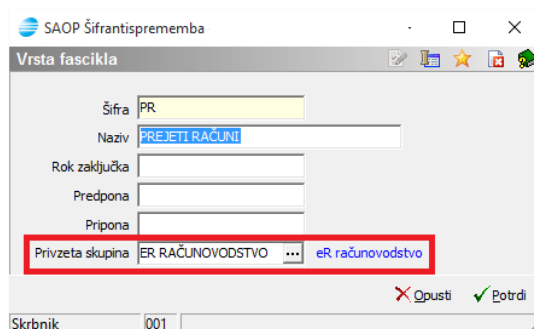 SAOP Šifrantisprememba
Vrsta fascikla
Šifra PR
Naziv PREJETI RAČUNI
Rok zaključka
Predpona
Pripona
Privzeta skupina ER RAČUNOVODSTVO ... eR računovodstvo
Opusti Potrdi
Skrbnik 001